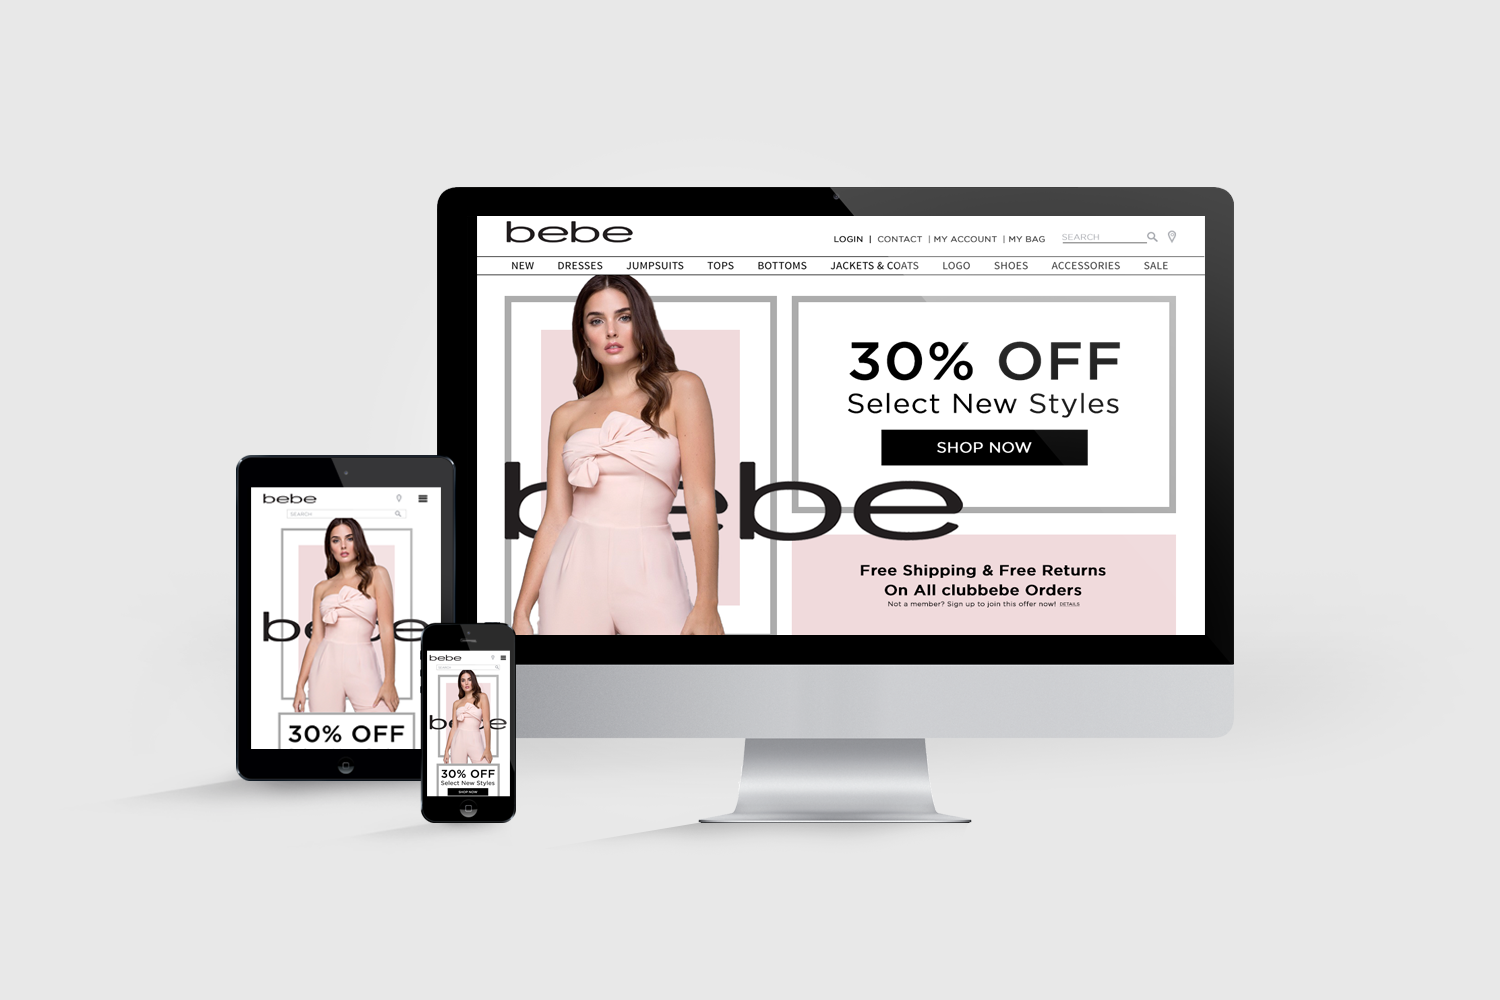 bebe
LOGIN | CONTACT | MY ACCOUNT | MY BAG SEARCH
NEW DRESSES JUMPSUITS TOPS BOTTOMS JACKETS & COATS LOGO SHOES ACCESSORIES SALE
30% OFF
Select New Styles
SHOP NOW
bebe
Free Shipping & Free Returns
On All clubbebe Orders
Not a member? Sign up to join this offer now! DETAILS
bebe
SEARCH
bebe
30% OFF
bebe
SEARCH
bebe
30% OFF
Select New Styles
SHOP NOW